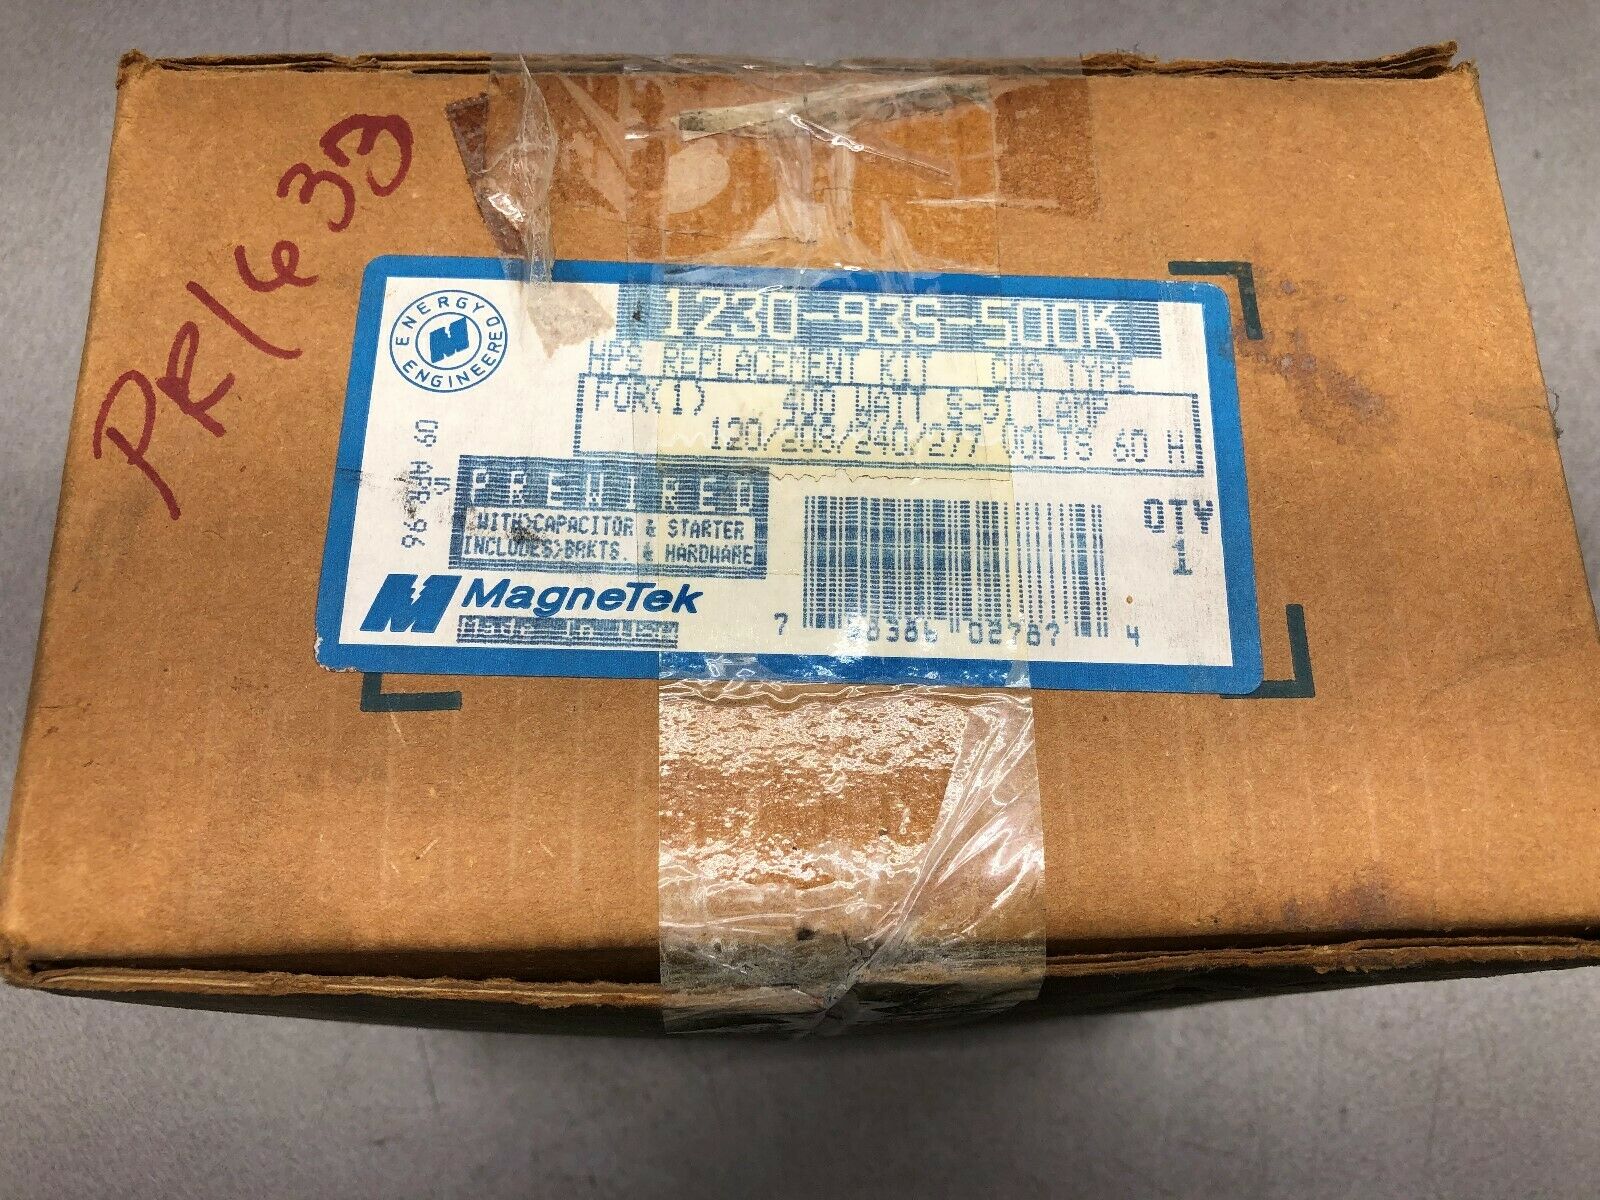 PR1633
ENERGY ENGINEERED
1230-93S-500K
HPS REPLACEMENT KIT CWA TYPE
FOR(1) 400 WATT S-51 LAMP
120/208/240/277 VOLTS 60 H
09 APR-96
PREWIRED
WITH>CAPACITOR & STARTER
INCLUDES>BRKTS. & HARDWARE
QTY
1
MagneTek
Made in USA
7 02787 4